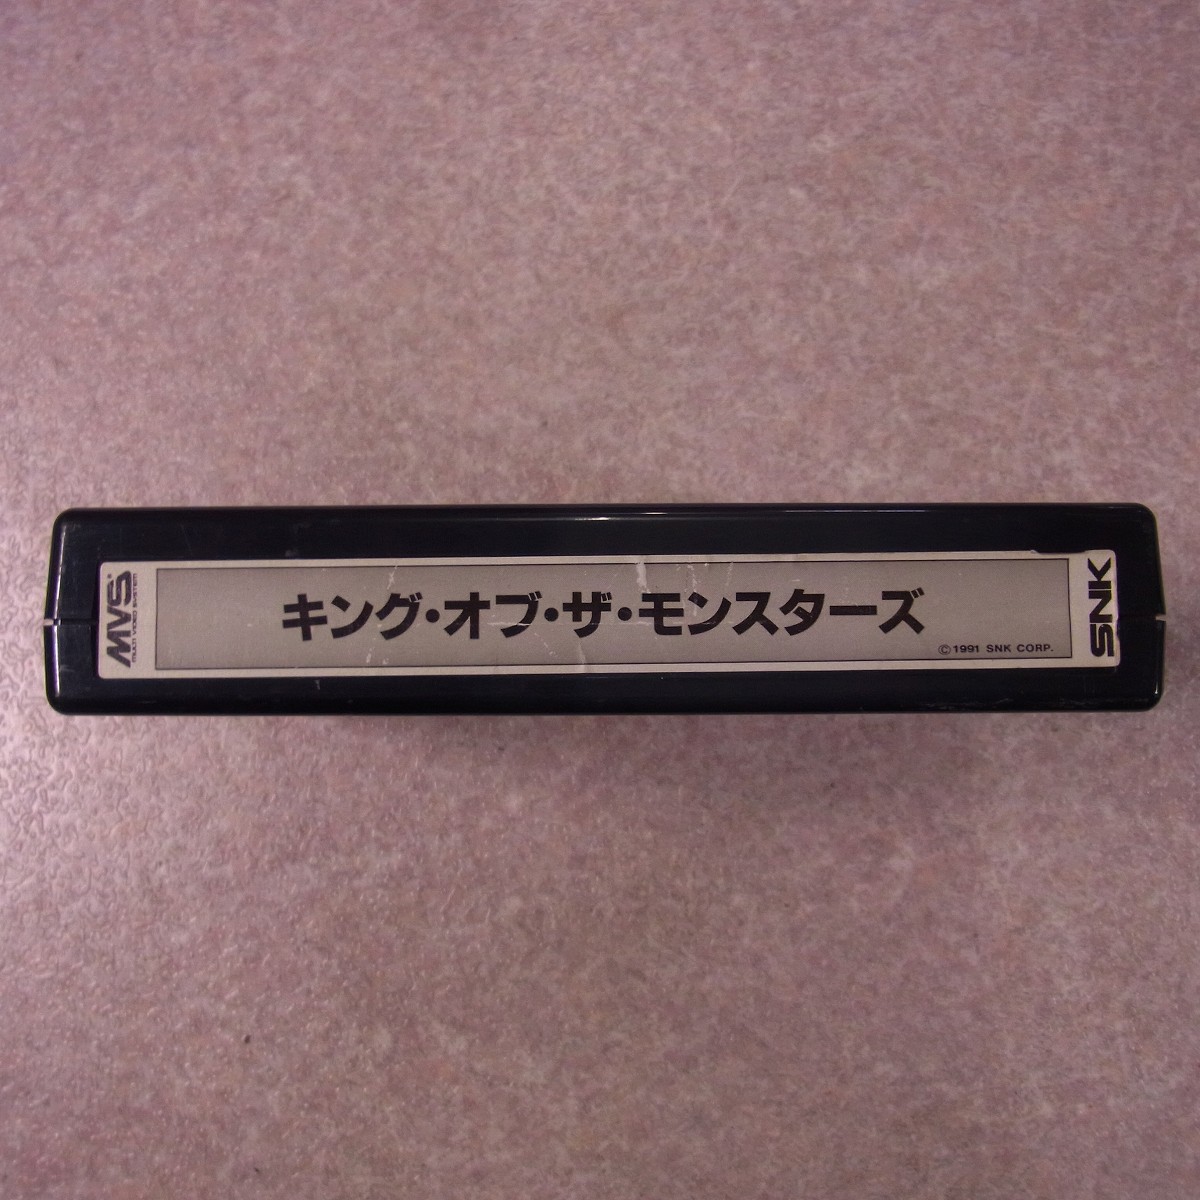 MVS
MULTI VIDEO SYSTEM
キング・オブ・ザ・モンスターズ
©1991 SNK CORP.
SNK